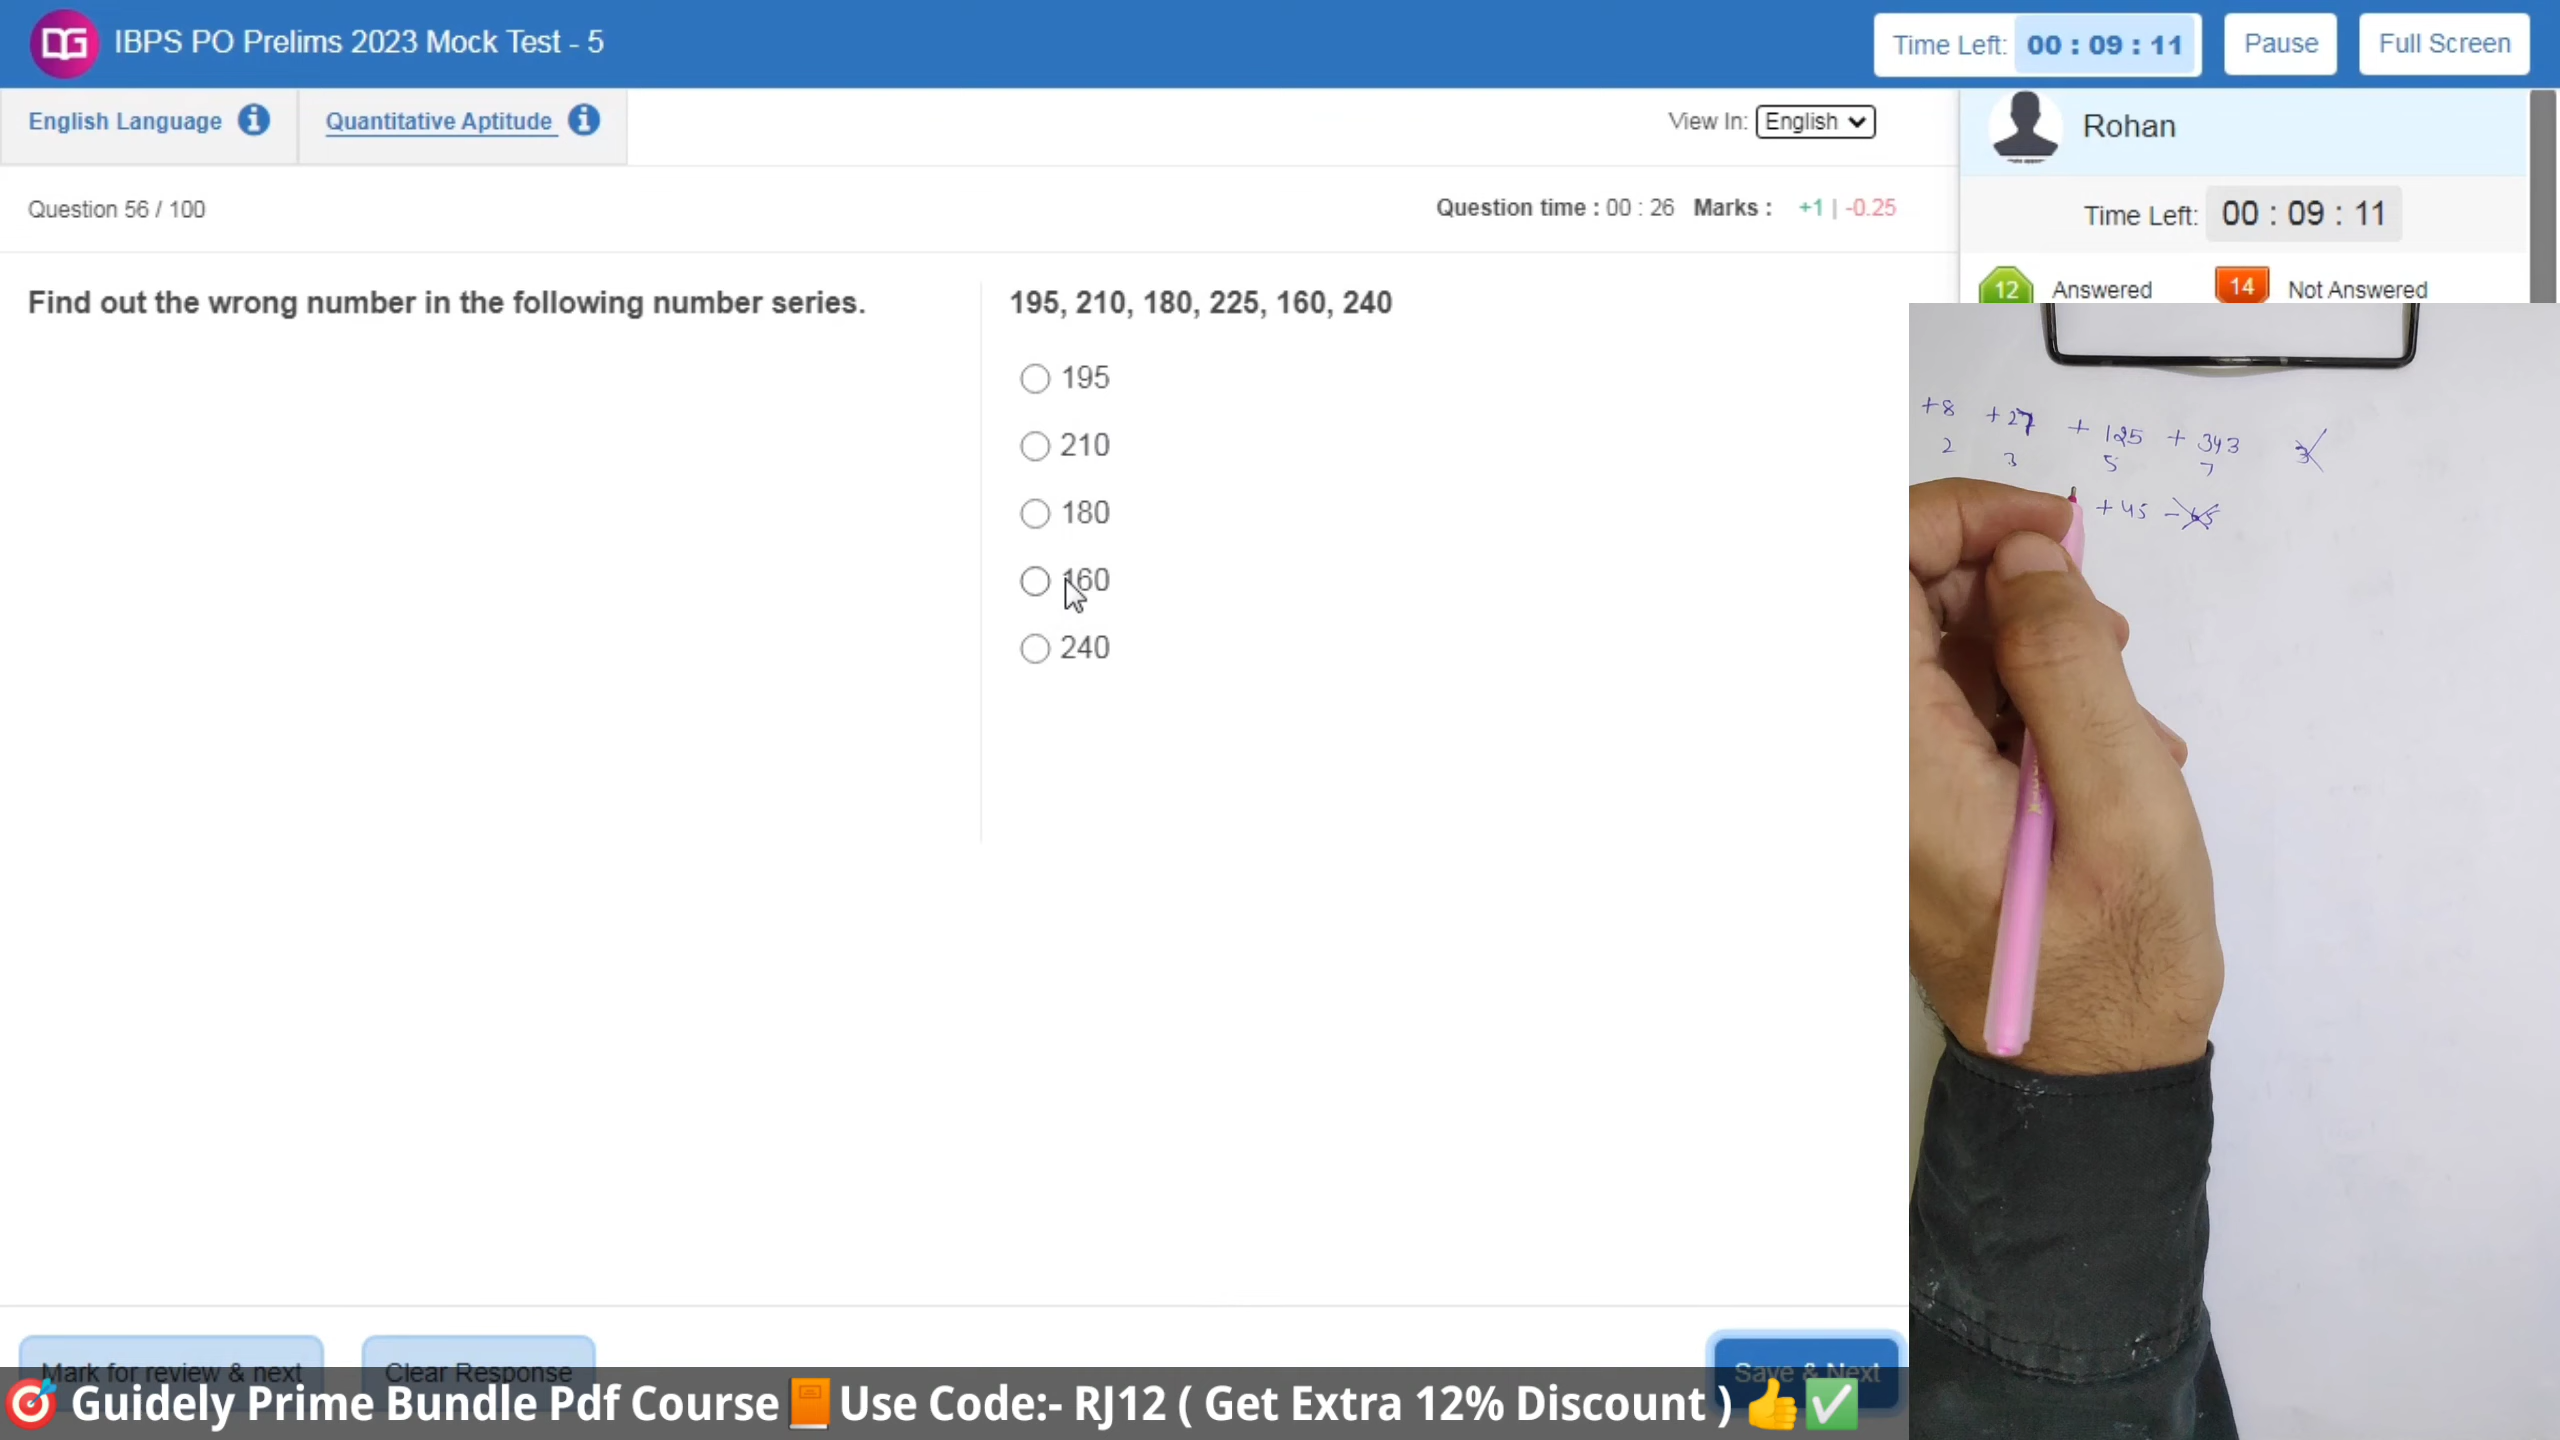 IBPS PO Prelims 2023 Mock Test - 5
Time Left: 00 : 09 : 11
Pause
Full Screen
English Language
Quantitative Aptitude
View In: English
Rohan
Question 56 / 100
Question time : 00 : 26 Marks : +1 | -0.25
Time Left: 00 : 09 : 11
12 Answered
14 Not Answered
Find out the wrong number in the following number series.
195, 210, 180, 225, 160, 240
195
210
180
160
240
+8 +27 + 125 + 343
2 3 5 7
+45
Mark for review & next
Clear Response
Save & Next
Guidely Prime Bundle Pdf Course Use Code:- RJ12 ( Get Extra 12% Discount )